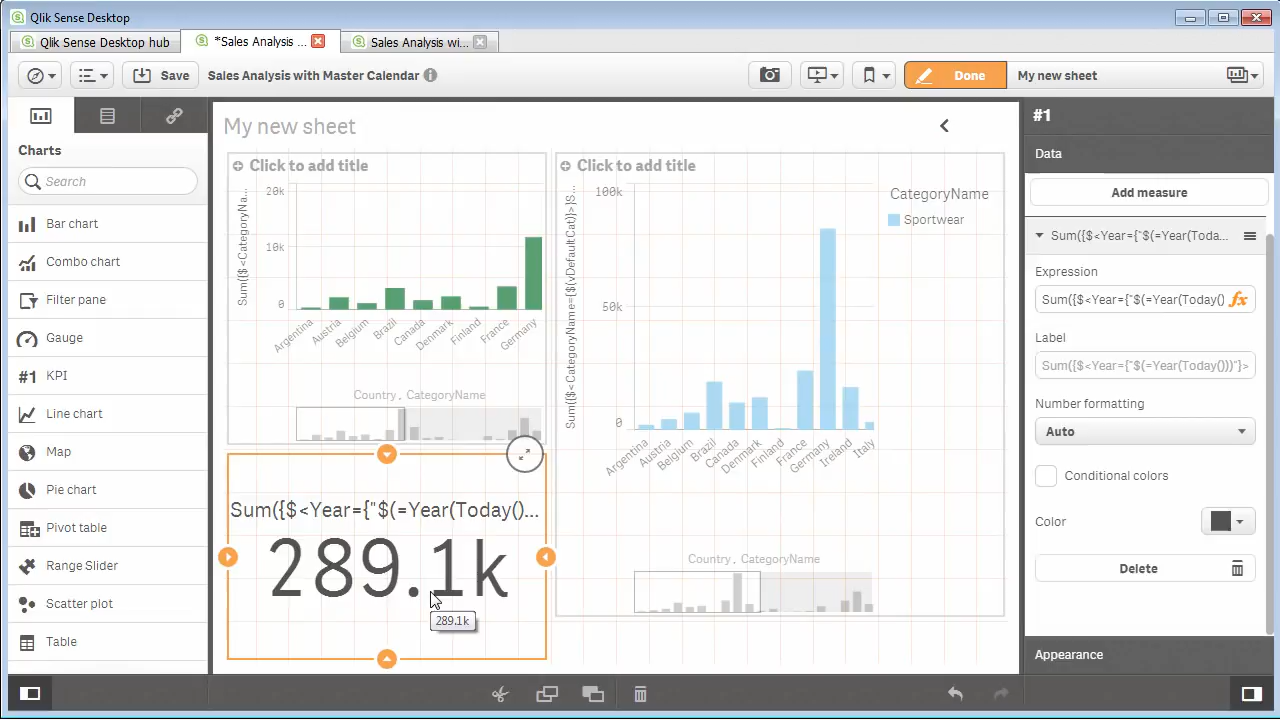 Qlik Sense Desktop
Qlik Sense Desktop hub
*Sales Analysis ...
Sales Analysis wi...
Save
Sales Analysis with Master Calendar
Done
My new sheet
Charts
Search
Bar chart
Combo chart
Filter pane
Gauge
#1 KPI
Line chart
Map
Pie chart
Pivot table
Range Slider
Scatter plot
Table
My new sheet
Click to add title
Sum({$<CategoryNa...
20k
10k
0
Argentina
Austria
Belgium
Brazil
Canada
Denmark
Finland
France
Germany
Country, CategoryName
Click to add title
Sum({$<CategoryName={$(vDefaultCat)}>}S...
100k
50k
0
CategoryName
Sportwear
Argentina
Austria
Belgium
Brazil
Canada
Denmark
Finland
France
Germany
Ireland
Italy
Country, CategoryName
Sum({$<Year={"$(=Year(Today()...
289.1k
289.1k
#1
Data
Add measure
Sum({$<Year={"$(=Year(Toda...
Expression
Sum({$<Year={"$(=Year(Today()
Label
Sum({$<Year={"$(=Year(Today()))"}>
Number formatting
Auto
Conditional colors
Color
Delete
Appearance